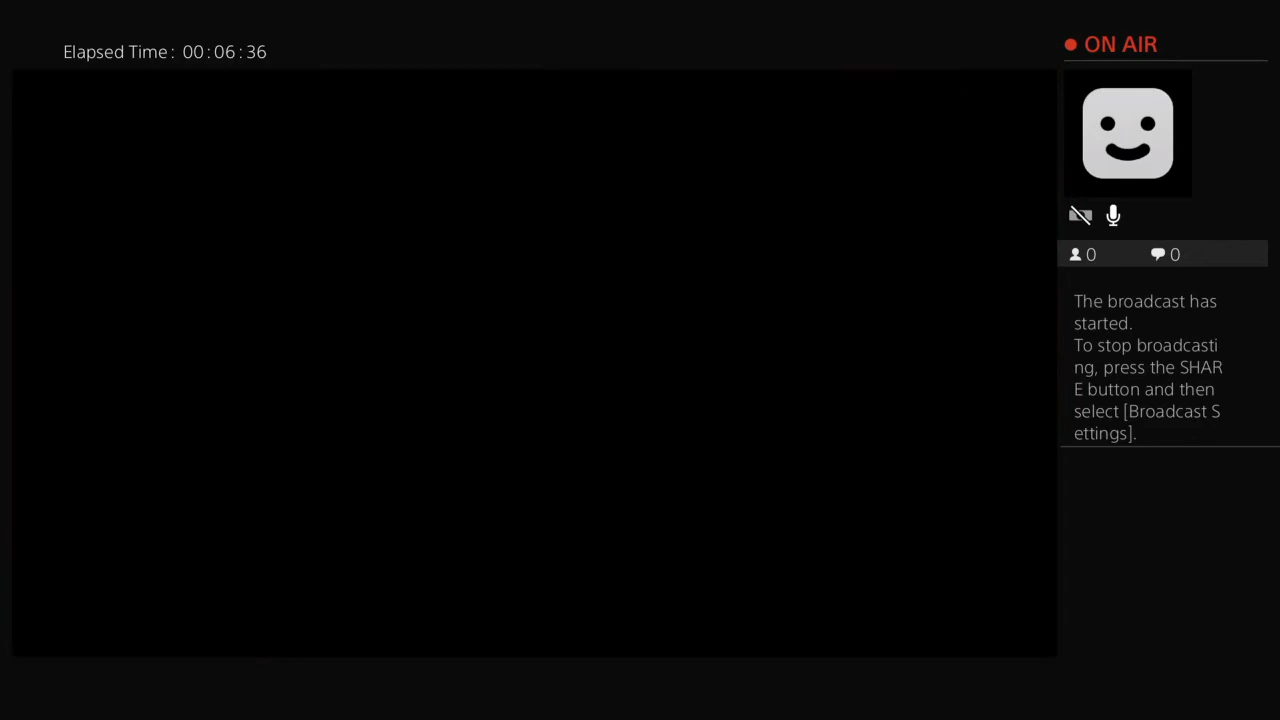 Elapsed Time: 00:06:36
ON AIR
0 0
The broadcast has
started.
To stop broadcasti
ng, press the SHAR
E button and then
select [Broadcast S
ettings].